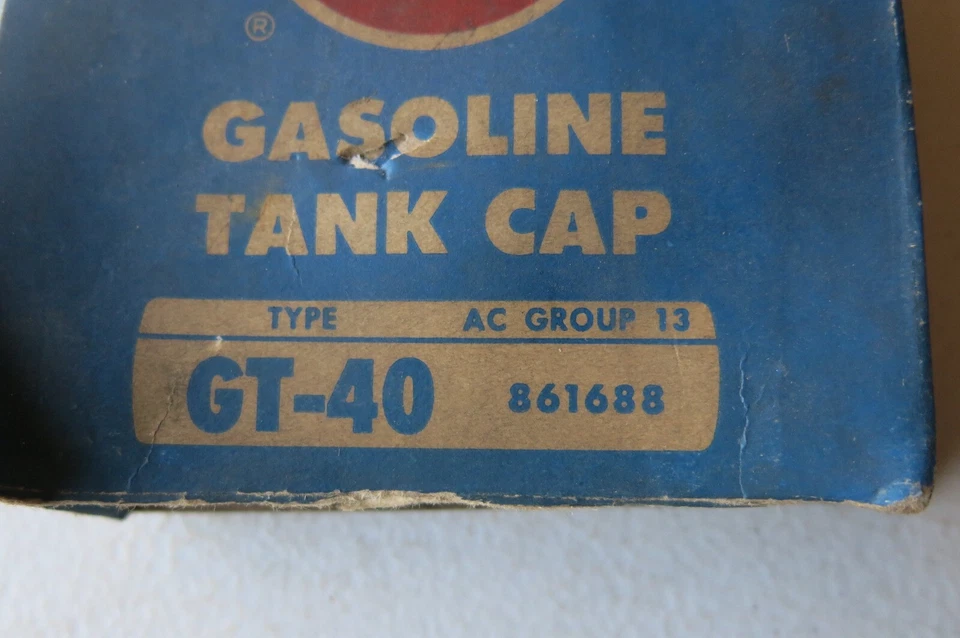 ®
GASOLINE
TANK CAP
TYPE AC GROUP 13
GT-40 861688